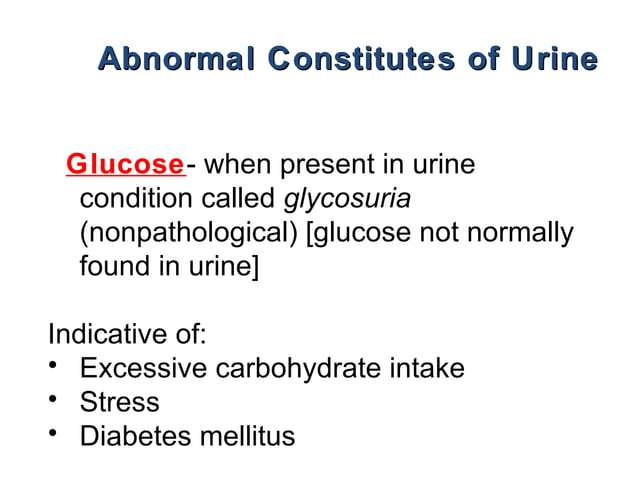 Abnormal Constitutes of Urine
Glucose- when present in urine
condition called glycosuria
(nonpathological) [glucose not normally
found in urine]
Indicative of:
• Excessive carbohydrate intake
• Stress
• Diabetes mellitus